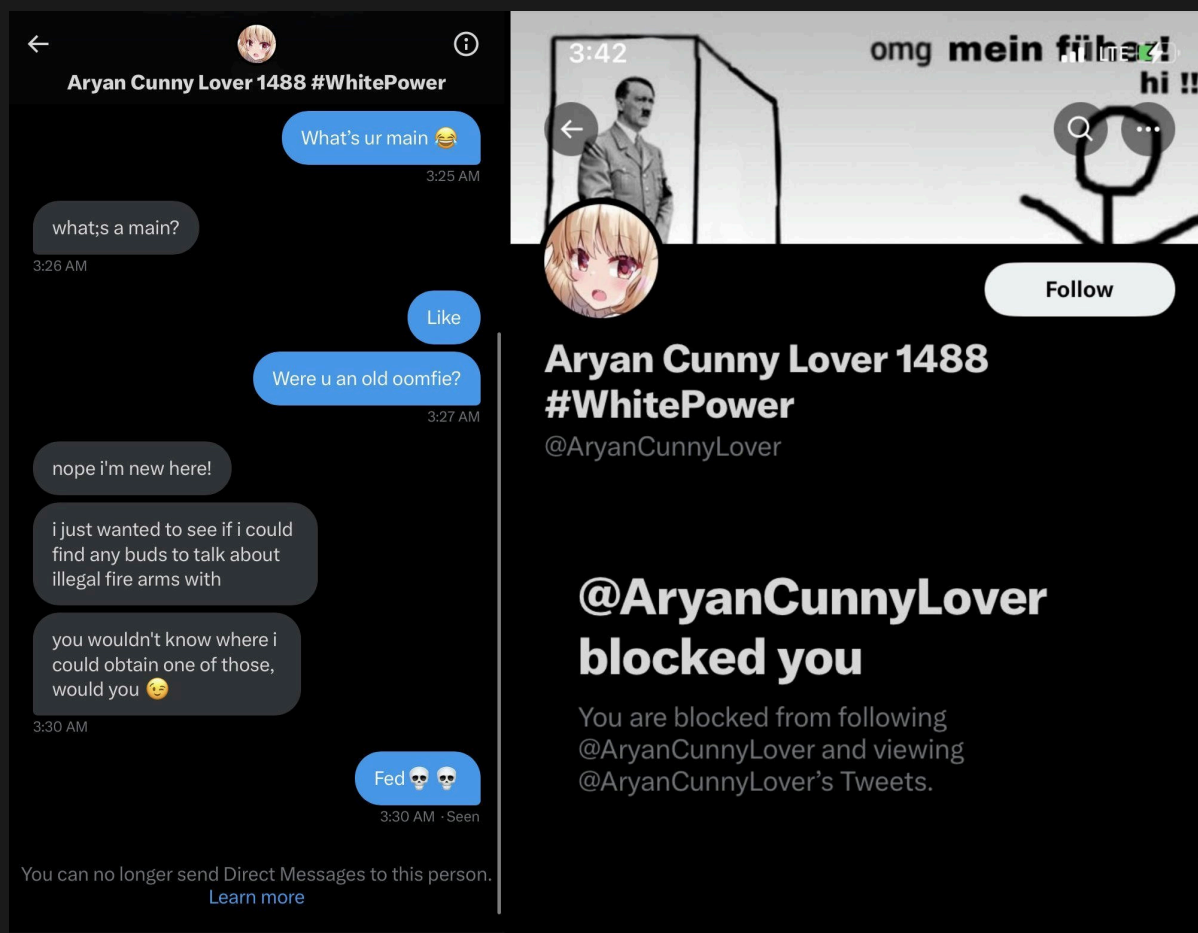 Aryan Cunny Lover 1488 #WhitePower
What's ur main 😂
3:25 AM
what;s a main?
3:26 AM
Like
Were u an old oomfie?
3:27 AM
nope i'm new here!
i just wanted to see if i could
find any buds to talk about
illegal fire arms with
you wouldn't know where i
could obtain one of those,
would you 😉
3:30 AM
Fed💀💀
3:30 AM · Seen
You can no longer send Direct Messages to this person.
Learn more
3:42
LTE
omg mein führer!
hi !!
Follow
Aryan Cunny Lover 1488
#WhitePower
@AryanCunnyLover
@AryanCunnyLover
blocked you
You are blocked from following
@AryanCunnyLover and viewing
@AryanCunnyLover's Tweets.